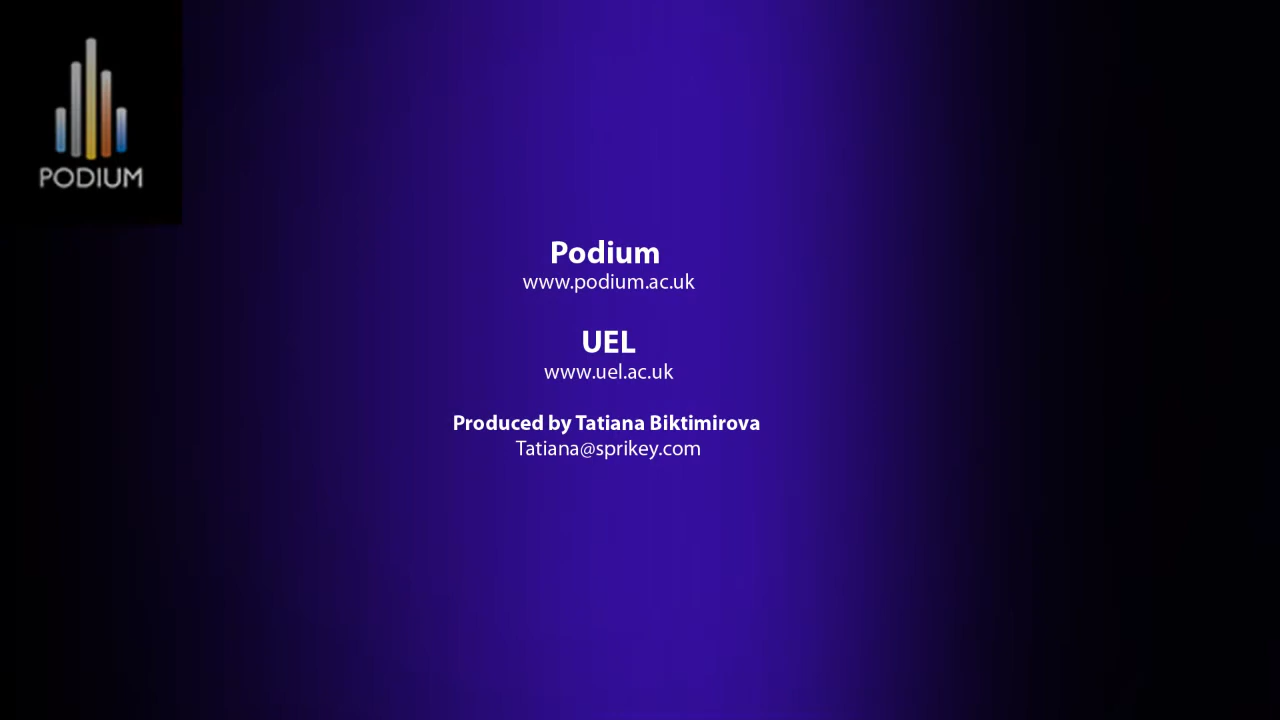 PODIUM
Podium
www.podium.ac.uk
UEL
www.uel.ac.uk
Produced by Tatiana Biktimirova
Tatiana@sprikey.com